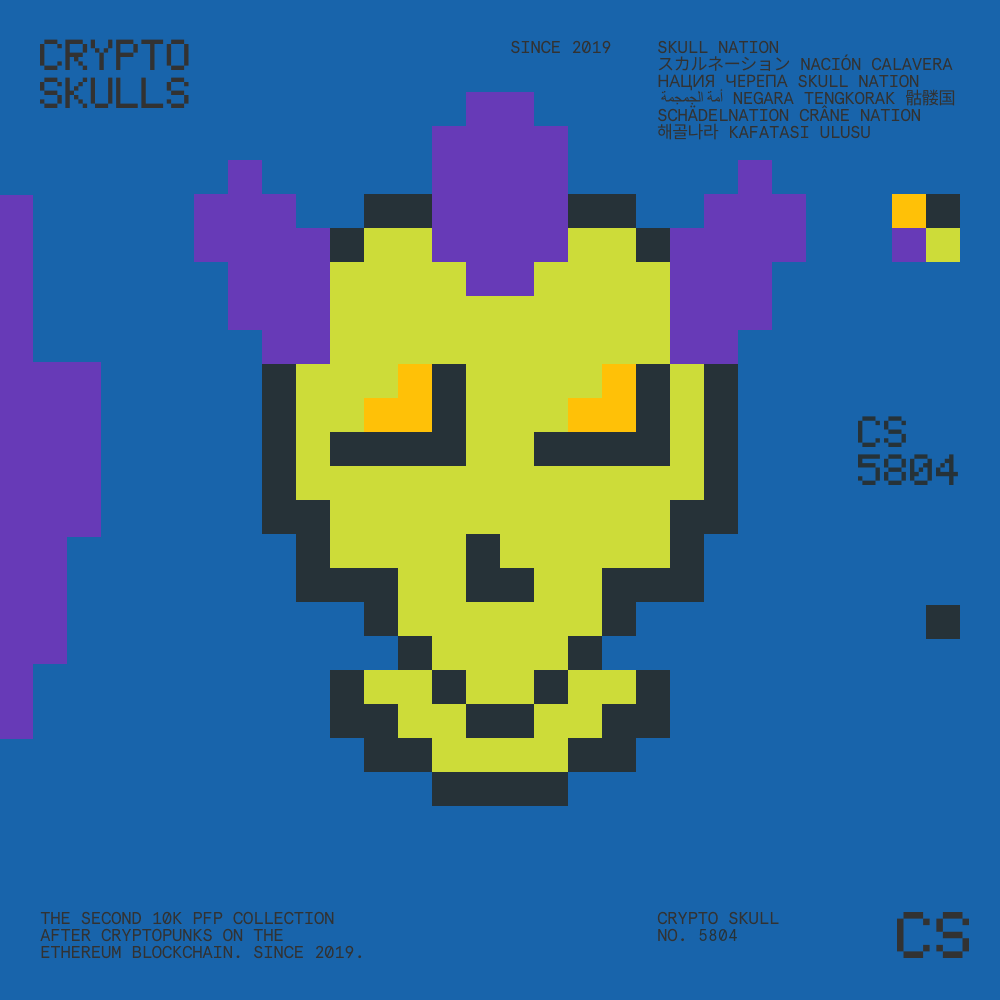 CRYPTO
SKULLS
SINCE 2019
SKULL NATION
スカルネーション NACIÓN CALAVERA
НАЦИЯ ЧЕРЕПА SKULL NATION
أمة الجمجمة NEGARA TENGKORAK 骷髅国
SCHÄDELNATION CRÂNE NATION
해골나라 KAFATASI ULUSU
CS
5804
THE SECOND 10K PFP COLLECTION
AFTER CRYPTOPUNKS ON THE
ETHEREUM BLOCKCHAIN. SINCE 2019.
CRYPTO SKULL
NO. 5804
CS